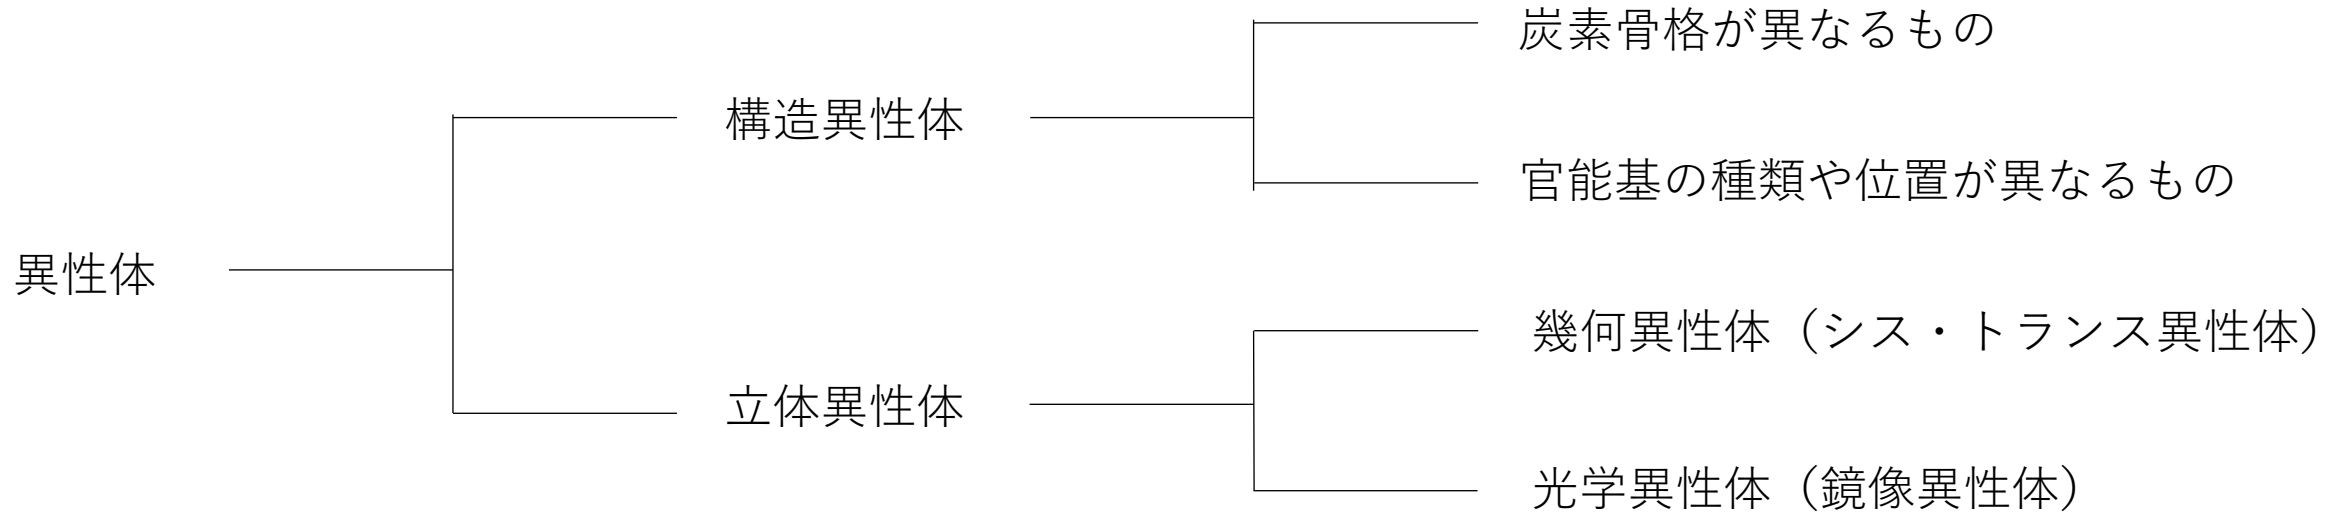 炭素骨格が異なるもの
構造異性体
官能基の種類や位置が異なるもの
異性体
幾何異性体（シス・トランス異性体）
立体異性体
光学異性体（鏡像異性体）